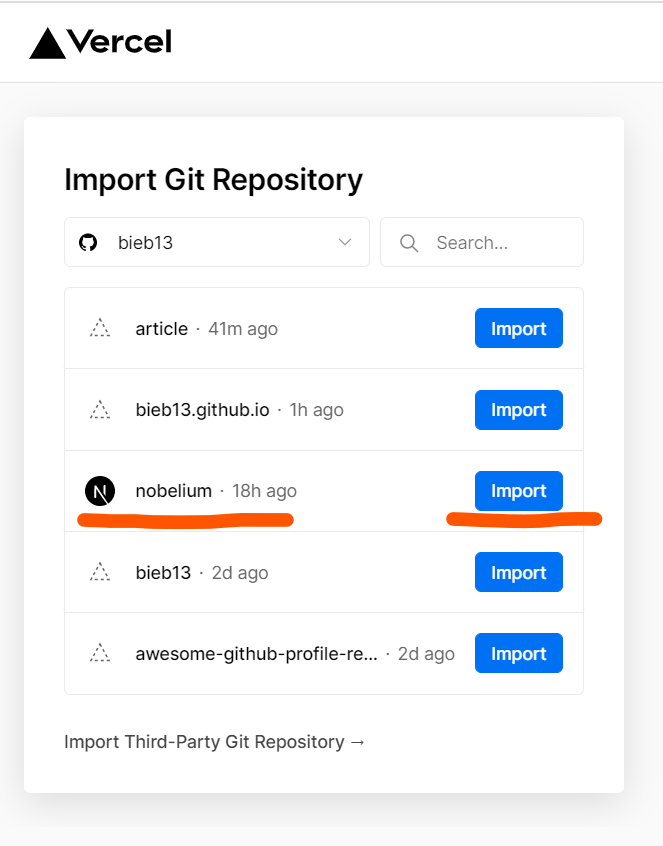 Vercel
Import Git Repository
bieb13 Search...
article · 41m ago Import
bieb13.github.io · 1h ago Import
N nobelium · 18h ago Import
bieb13 · 2d ago Import
awesome-github-profile-re... · 2d ago Import
Import Third-Party Git Repository →